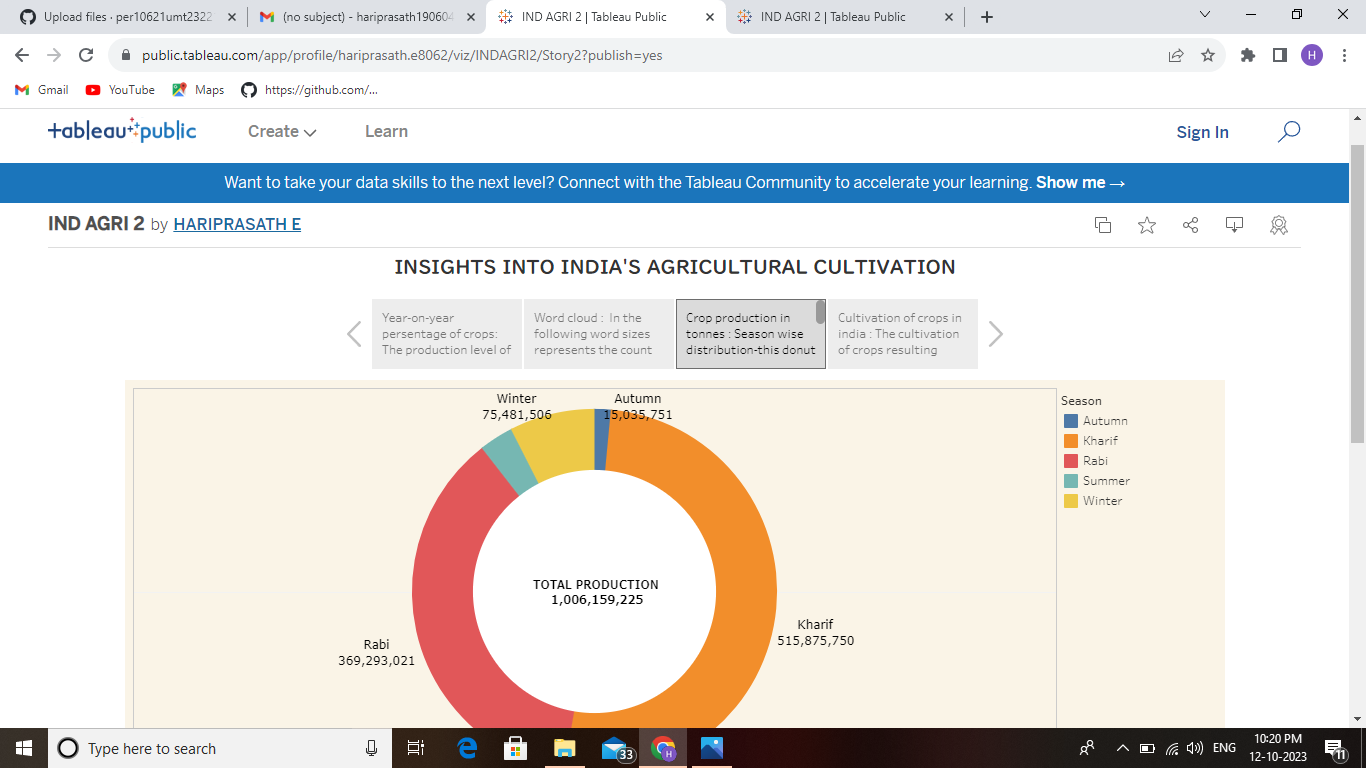 Upload files · per10621umt2322
(no subject) - hariprasath190604
IND AGRI 2 | Tableau Public
IND AGRI 2 | Tableau Public
public.tableau.com/app/profile/hariprasath.e8062/viz/INDAGRI2/Story2?publish=yes
H
Gmail
YouTube
Maps
https://github.com/...
+ableau+public
Create
Learn
Sign In
Want to take your data skills to the next level? Connect with the Tableau Community to accelerate your learning. Show me →
IND AGRI 2 by HARIPRASATH E
INSIGHTS INTO INDIA'S AGRICULTURAL CULTIVATION
Year-on-year
persentage of crops:
The production level of
Word cloud : In the
following word sizes
represents the count
Crop production in
tonnes : Season wise
distribution-this donut
Cultivation of crops in
india : The cultivation
of crops resulting
Winter
75,481,506
Autumn
15,035,751
Season
Autumn
Kharif
Rabi
Summer
Winter
TOTAL PRODUCTION
1,006,159,225
Kharif
515,875,750
Rabi
369,293,021
Type here to search
33
H
ENG
10:20 PM
12-10-2023
11